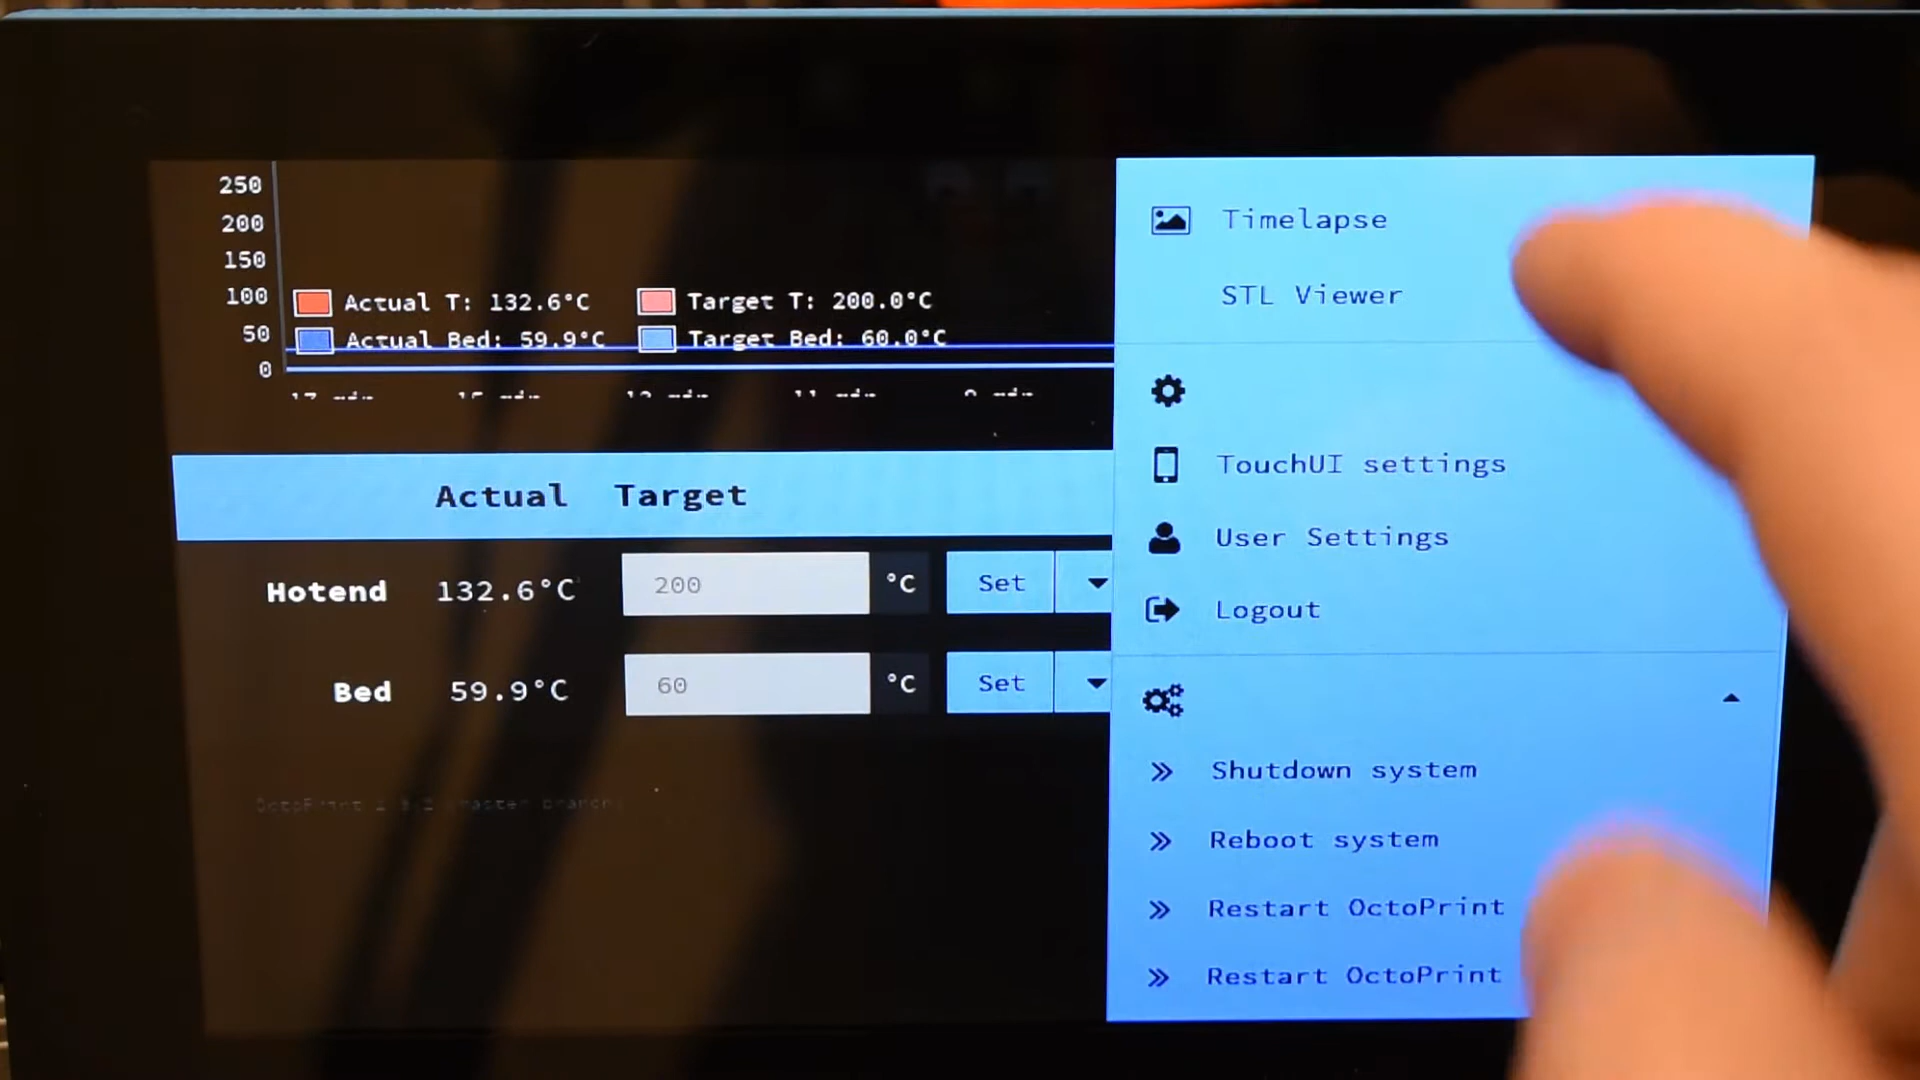 250
200
150
100
50
0
Actual T: 132.6°C Target T: 200.0°C
Actual Bed: 59.9°C Target Bed: 60.0°C
Actual Target
Hotend 132.6°C 200 °C Set
Bed 59.9°C 60 °C Set
Timelapse
STL Viewer
TouchUI settings
User Settings
Logout
Shutdown system
Reboot system
Restart OctoPrint
Restart OctoPrint